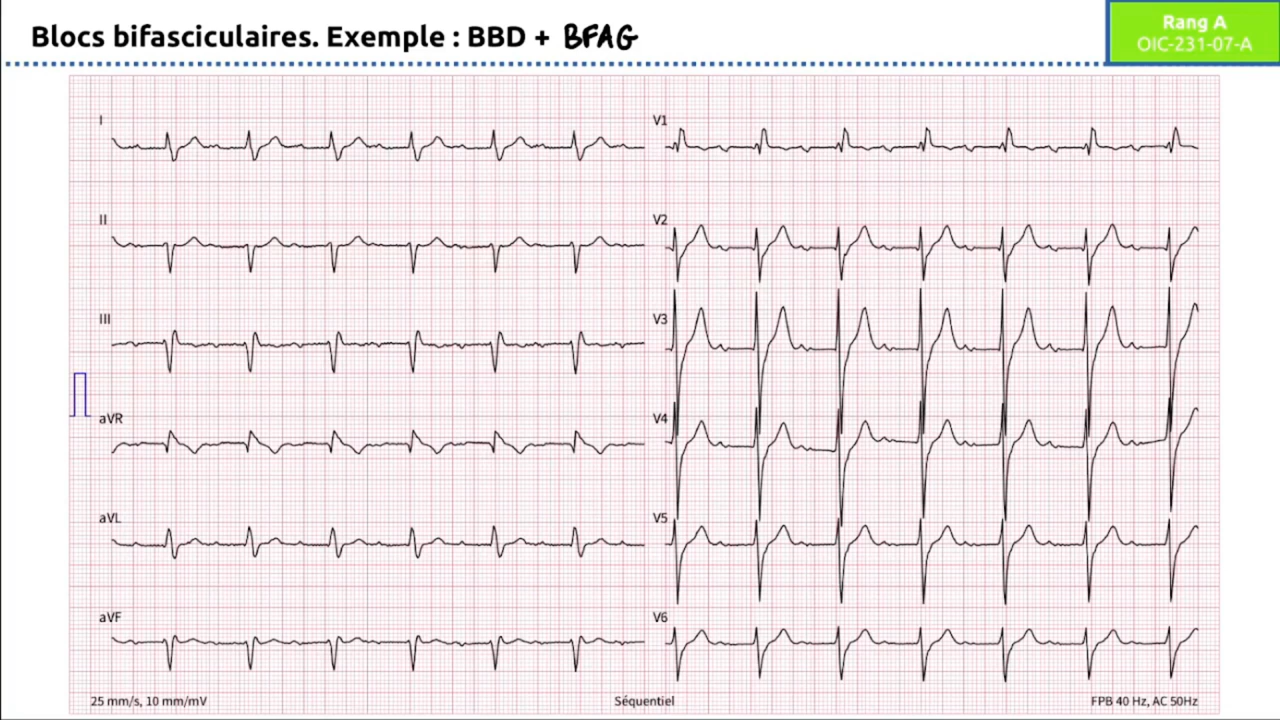 Blocs bifasciculaires. Exemple : BBD + BFAG
Rang A
OIC-231-07-A
I
V1
II
V2
III
V3
aVR
V4
aVL
V5
aVF
V6
25 mm/s, 10 mm/mV
Séquentiel
FPB 40 Hz, AC 50Hz